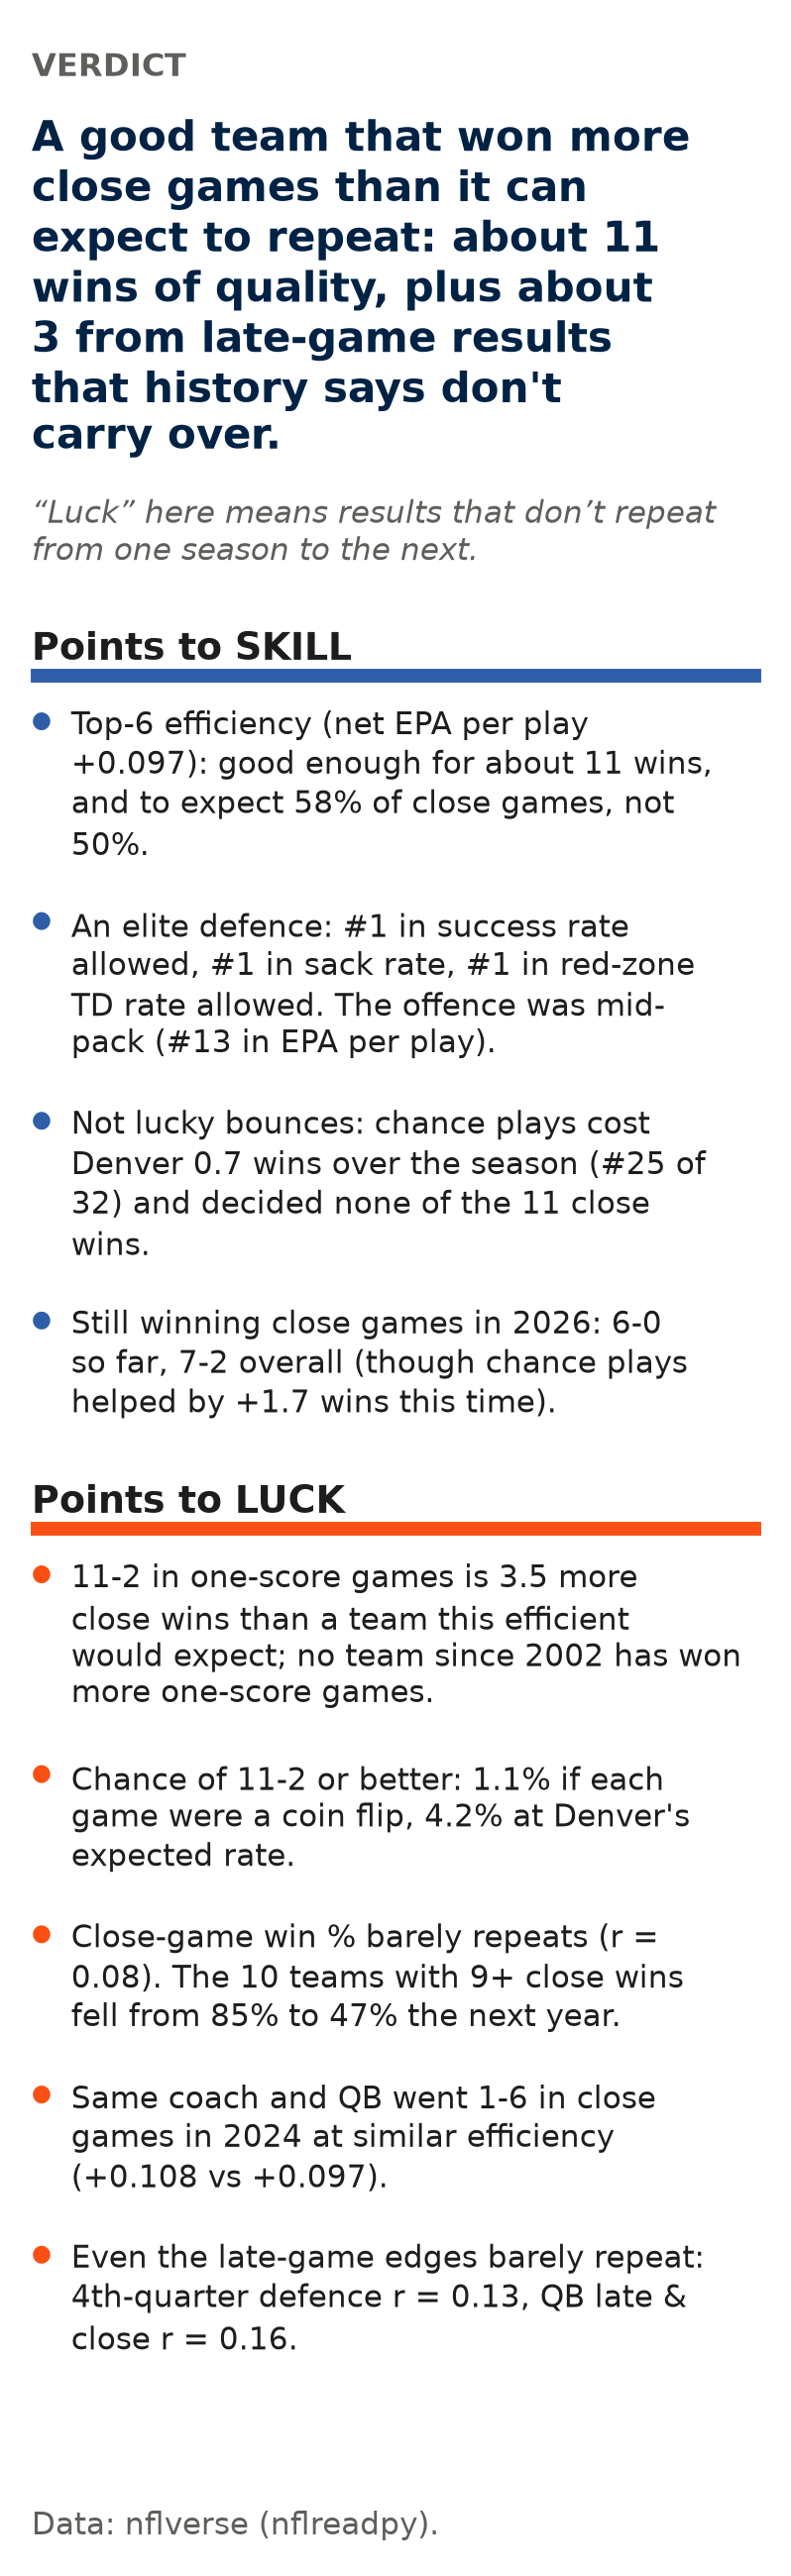 VERDICT
A good team that won more
close games than it can
expect to repeat: about 11
wins of quality, plus about
3 from late-game results
that history says don't
carry over.
“Luck” here means results that don’t repeat
from one season to the next.
Points to SKILL
Top-6 efficiency (net EPA per play
+0.097): good enough for about 11 wins,
and to expect 58% of close games, not
50%.
An elite defence: #1 in success rate
allowed, #1 in sack rate, #1 in red-zone
TD rate allowed. The offence was mid-
pack (#13 in EPA per play).
Not lucky bounces: chance plays cost
Denver 0.7 wins over the season (#25 of
32) and decided none of the 11 close
wins.
Still winning close games in 2026: 6-0
so far, 7-2 overall (though chance plays
helped by +1.7 wins this time).
Points to LUCK
11-2 in one-score games is 3.5 more
close wins than a team this efficient
would expect; no team since 2002 has won
more one-score games.
Chance of 11-2 or better: 1.1% if each
game were a coin flip, 4.2% at Denver's
expected rate.
Close-game win % barely repeats (r =
0.08). The 10 teams with 9+ close wins
fell from 85% to 47% the next year.
Same coach and QB went 1-6 in close
games in 2024 at similar efficiency
(+0.108 vs +0.097).
Even the late-game edges barely repeat:
4th-quarter defence r = 0.13, QB late &
close r = 0.16.
Data: nflverse (nflreadpy).